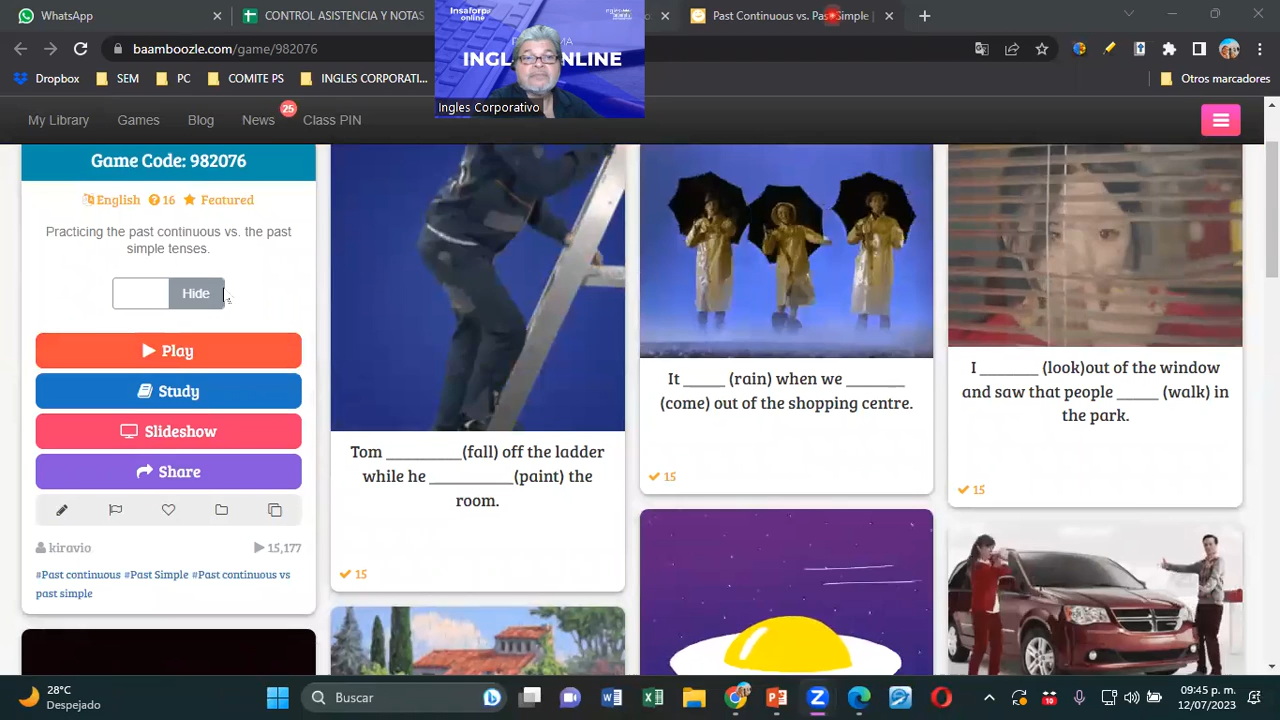 WhatsApp
CONTROL ASISTENCIA Y NOTAS
Past Continuous vs. Past Simple
baamboozle.com/game/982076
Dropbox
SEM
PC
COMITE PS
INGLES CORPORATI...
Otros marcadores
Insaforp
online
INGL
NLINE
Ingles Corporativo
My Library
Games
Blog
News
25
Class PIN
Game Code: 982076
English
16
Featured
Practicing the past continuous vs. the past
simple tenses.
Hide
Play
Study
Slideshow
Share
kiravio
15,177
#Past continuous #Past Simple #Past continuous vs
past simple
Tom _________(fall) off the ladder
while he __________(paint) the
room.
15
It _____ (rain) when we _______
(come) out of the shopping centre.
15
I _______ (look)out of the window
and saw that people _____ (walk) in
the park.
15
28°C
Despejado
Buscar
10
09:45 p. m.
12/07/2023